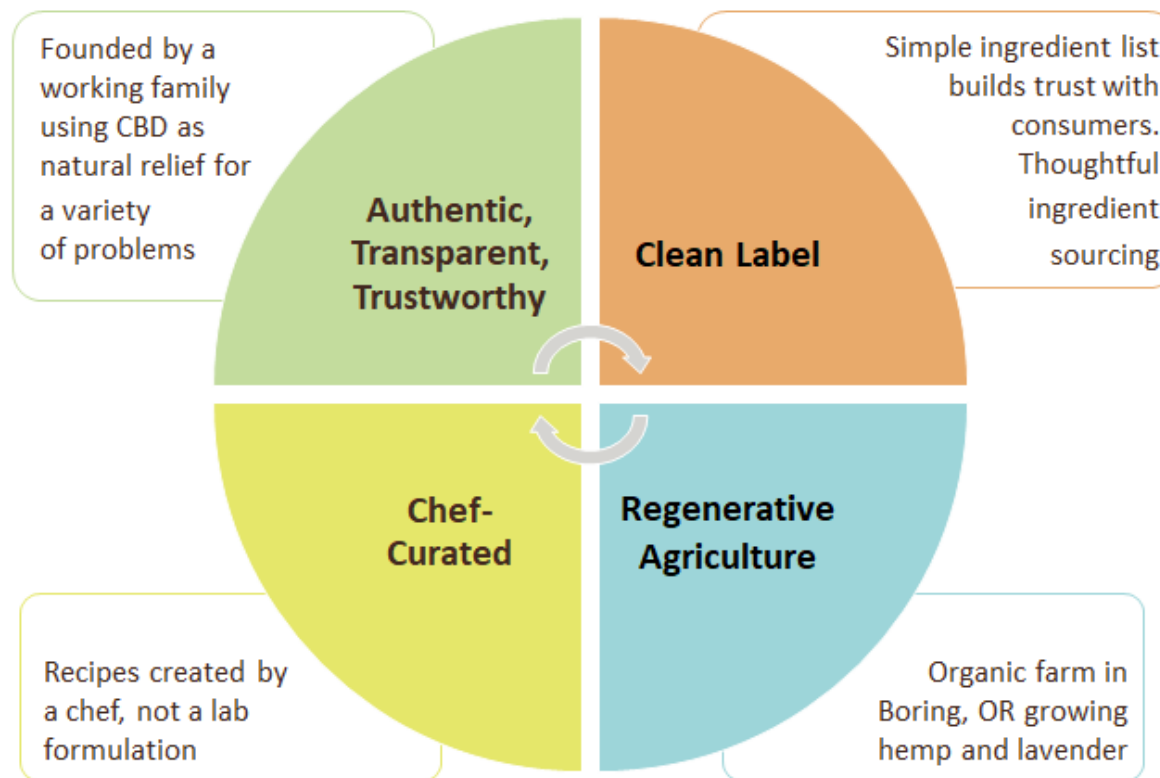 Founded by a
working family
using CBD as
natural relief for
a variety
of problems
Authentic,
Transparent,
Trustworthy
Clean Label
Simple ingredient list
builds trust with
consumers.
Thoughtful
ingredient
sourcing
Chef-
Curated
Recipes created by
a chef, not a lab
formulation
Regenerative
Agriculture
Organic farm in
Boring, OR growing
hemp and lavender